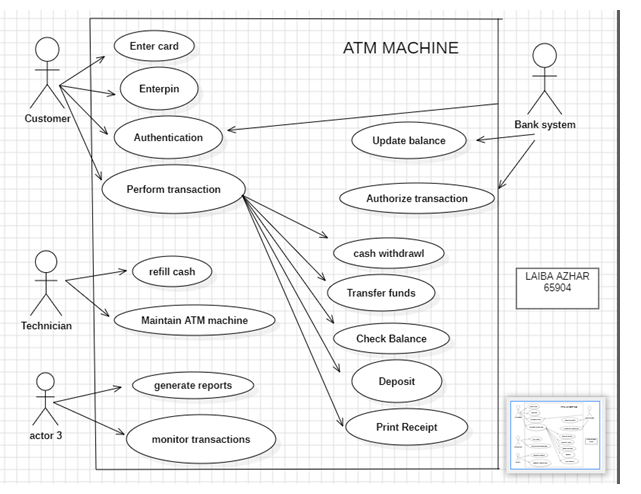 ATM MACHINE
Enter card
Enterpin
Customer
Authentication
Bank system
Update balance
Perform transaction
Authorize transaction
cash withdrawl
refill cash
LAIBA AZHAR
65904
Transfer funds
Technician
Maintain ATM machine
Check Balance
generate reports
Deposit
actor 3
monitor transactions
Print Receipt